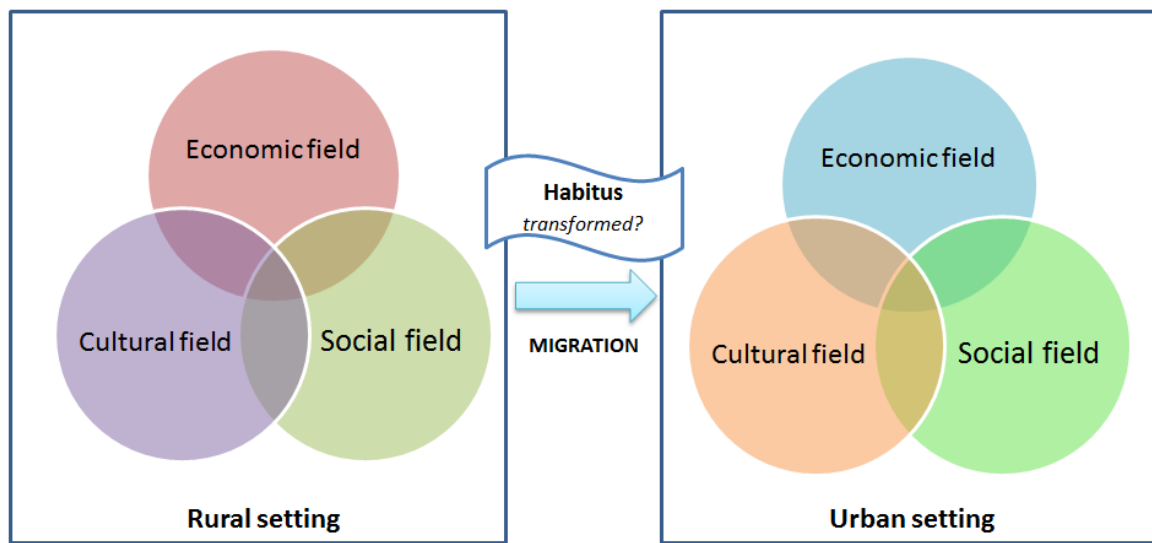 Economic field
Cultural field
Social field
Rural setting
Habitus
transformed?
MIGRATION
Economic field
Cultural field
Social field
Urban setting